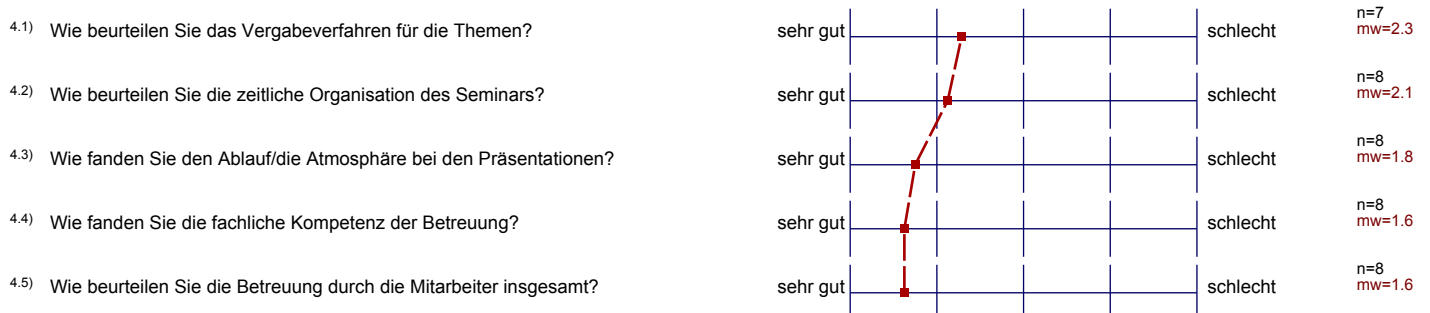 4.1) Wie beurteilen Sie das Vergabeverfahren für die Themen? sehr gut schlecht n=7
mw=2.3
4.2) Wie beurteilen Sie die zeitliche Organisation des Seminars? sehr gut schlecht n=8
mw=2.1
4.3) Wie fanden Sie den Ablauf/die Atmosphäre bei den Präsentationen? sehr gut schlecht n=8
mw=1.8
4.4) Wie fanden Sie die fachliche Kompetenz der Betreuung? sehr gut schlecht n=8
mw=1.6
4.5) Wie beurteilen Sie die Betreuung durch die Mitarbeiter insgesamt? sehr gut schlecht n=8
mw=1.6